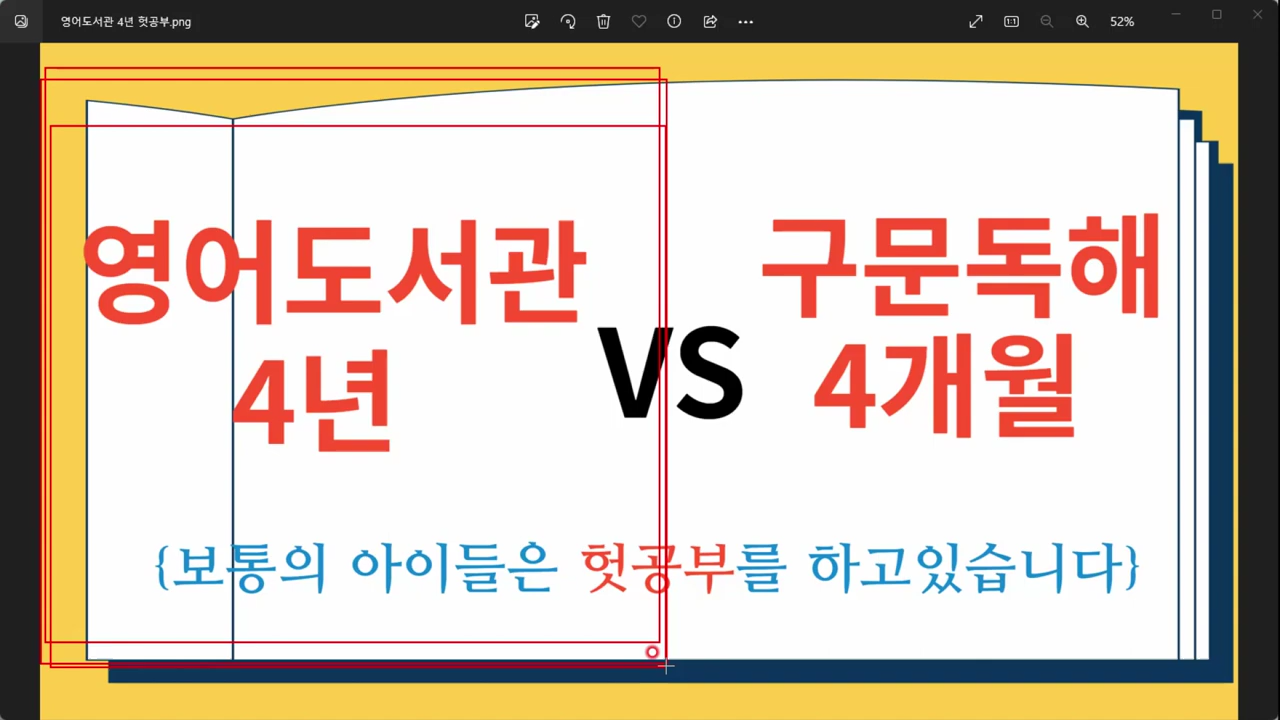 영어도서관 4년 헛공부.png
52%
영어도서관
4년
VS
구문독해
4개월
{보통의 아이들은 헛공부를 하고있습니다}